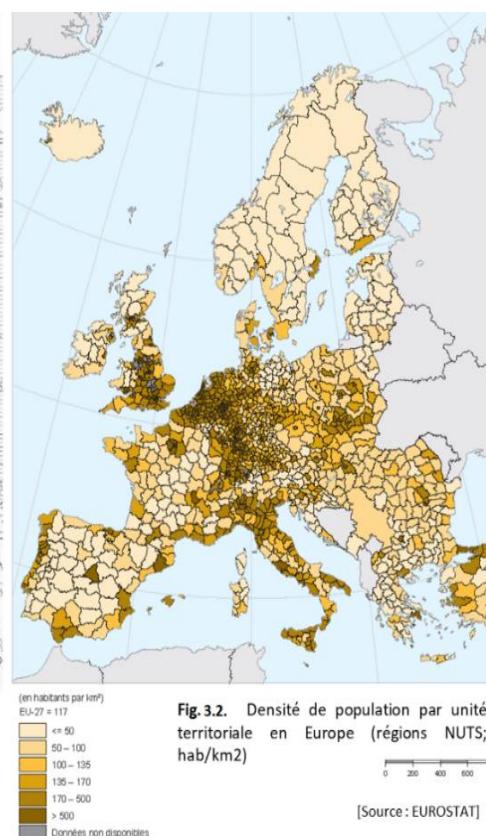 (en habitants par km²)
EU-27 = 117
<= 50
50 – 100
100 – 135
135 – 170
170 – 500
> 500
Données non disponibles
Fig. 3.2. Densité de population par unité
territoriale en Europe (régions NUTS;
hab/km2)
0 200 400 600
[Source : EUROSTAT]